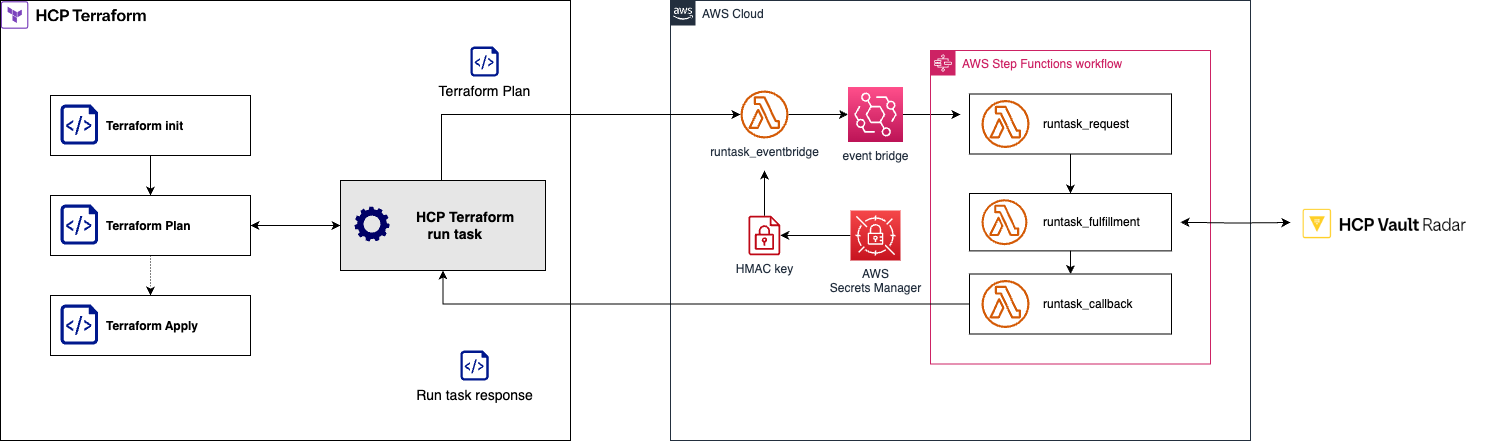 HCP Terraform
Terraform init
Terraform Plan
Terraform Apply
Terraform Plan
HCP Terraform
run task
Run task response
aws
AWS Cloud
runtask_eventbridge
event bridge
HMAC key
AWS
Secrets Manager
AWS Step Functions workflow
runtask_request
runtask_fulfillment
runtask_callback
HCP Vault Radar